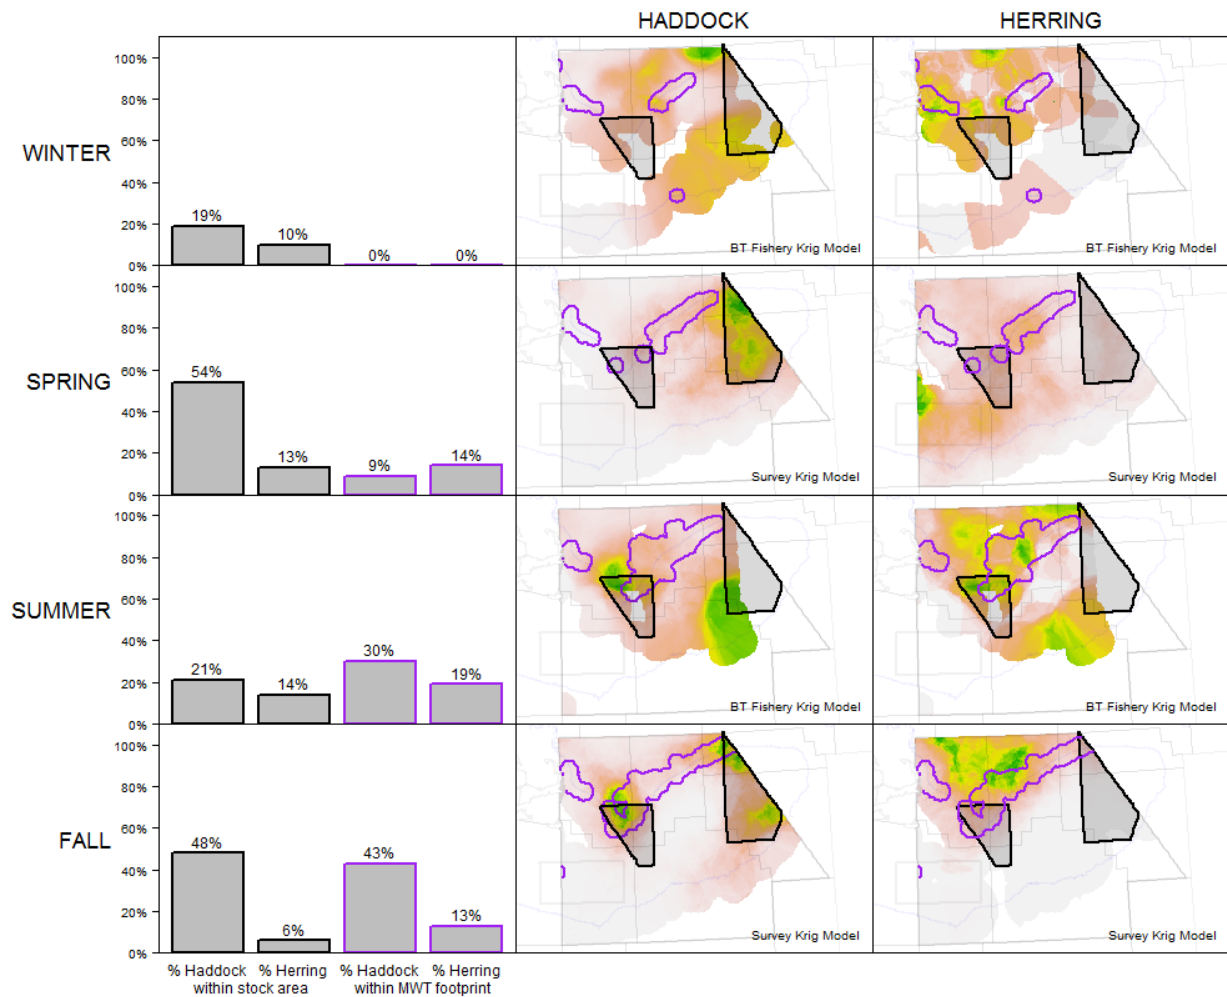 HADDOCK HERRING
WINTER
100%
80%
60%
40%
20%
0%
19%
10%
0%
0%
BT Fishery Krig Model
BT Fishery Krig Model
SPRING
100%
80%
60%
40%
20%
0%
54%
13%
9%
14%
Survey Krig Model
Survey Krig Model
SUMMER
100%
80%
60%
40%
20%
0%
21%
14%
30%
19%
BT Fishery Krig Model
BT Fishery Krig Model
FALL
100%
80%
60%
40%
20%
0%
48%
6%
43%
13%
Survey Krig Model
Survey Krig Model
% Haddock % Herring % Haddock % Herring
within stock area within MWT footprint